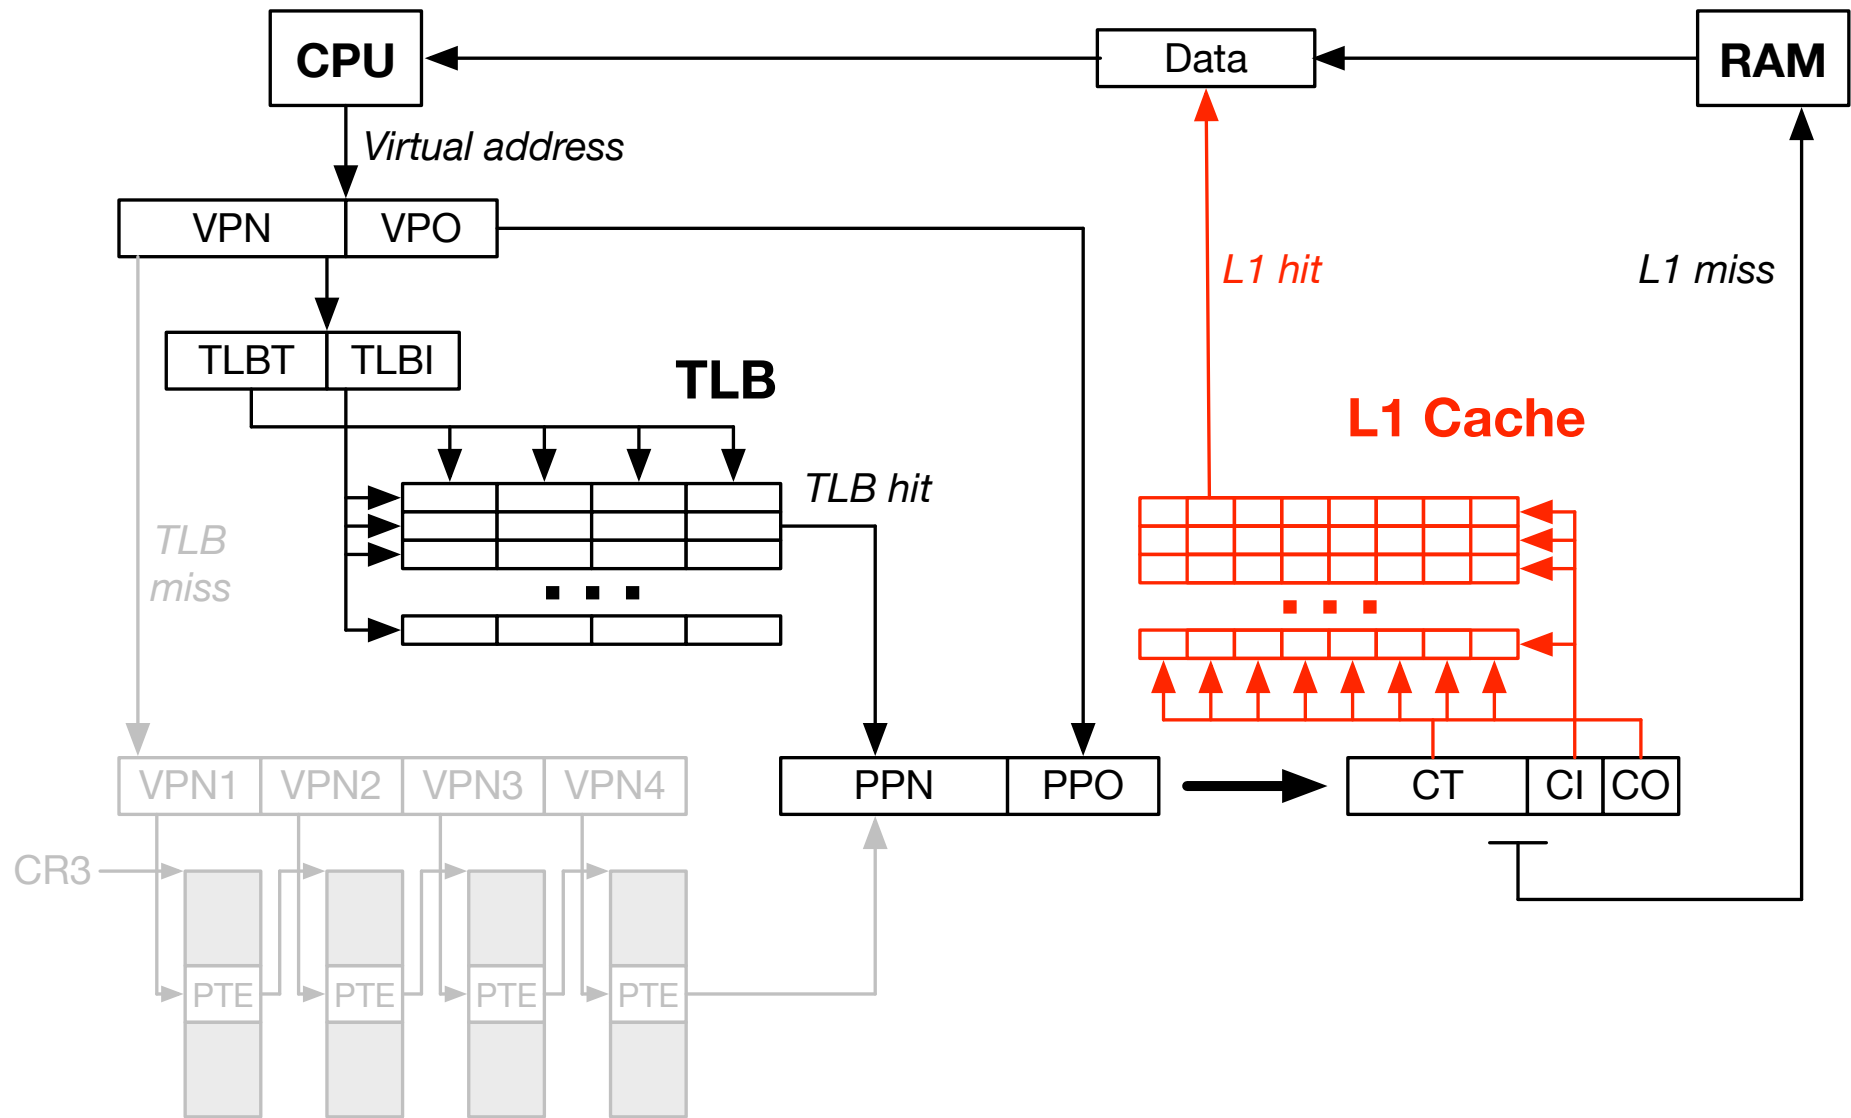 CPU
Data
RAM
Virtual address
VPN VPO
L1 hit
L1 miss
TLBT TLBI
TLB
L1 Cache
TLB hit
TLB
miss
. . .
. . .
VPN1 VPN2 VPN3 VPN4
PPN PPO
CT CI CO
CR3
PTE PTE PTE PTE